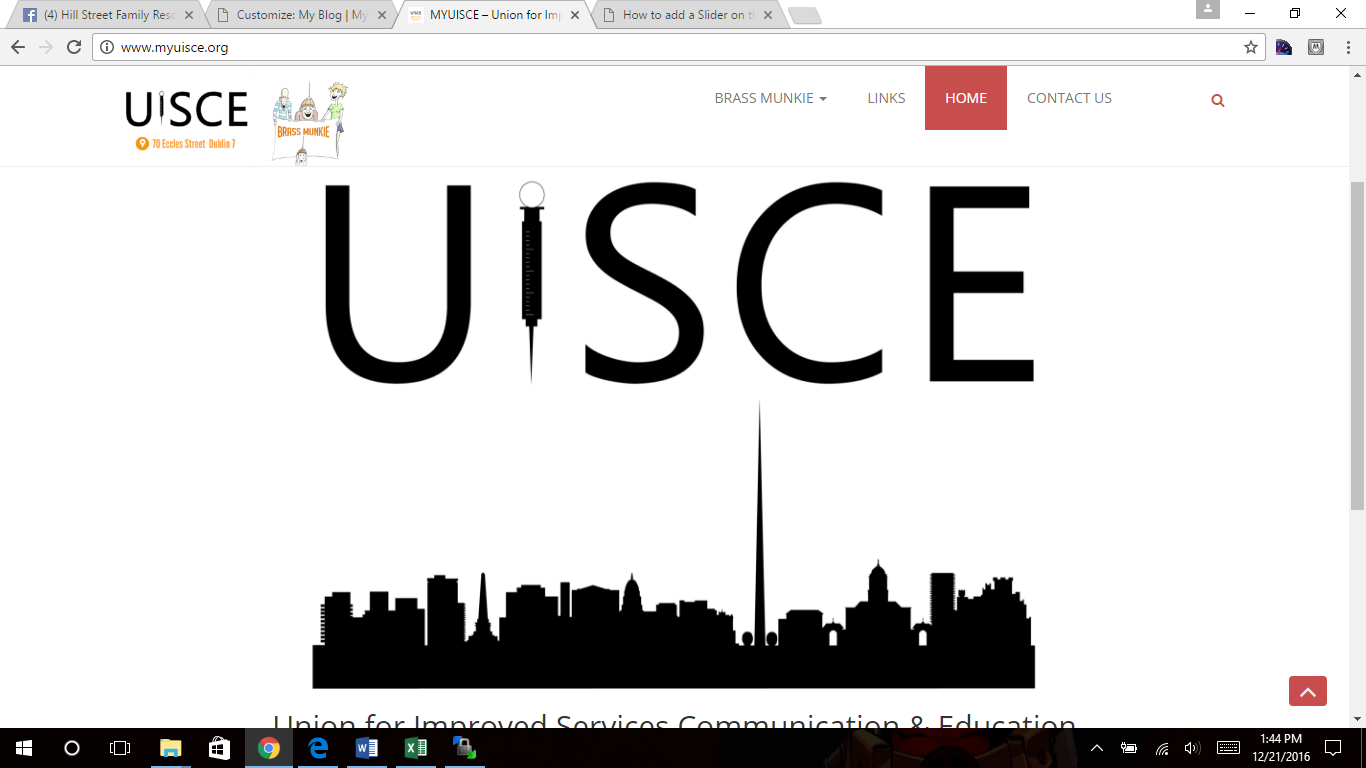 (4) Hill Street Family Resc
Customize: My Blog | My
MYUISCE – Union for Imp
How to add a Slider on th
www.myuisce.org
UiSCE
70 Eccles Street Dublin 7
BRASS MUNKIE
BRASS MUNKIE
LINKS
HOME
CONTACT US
UiSCE
Union for Improved Services Communication & Education
1:44 PM
12/21/2016